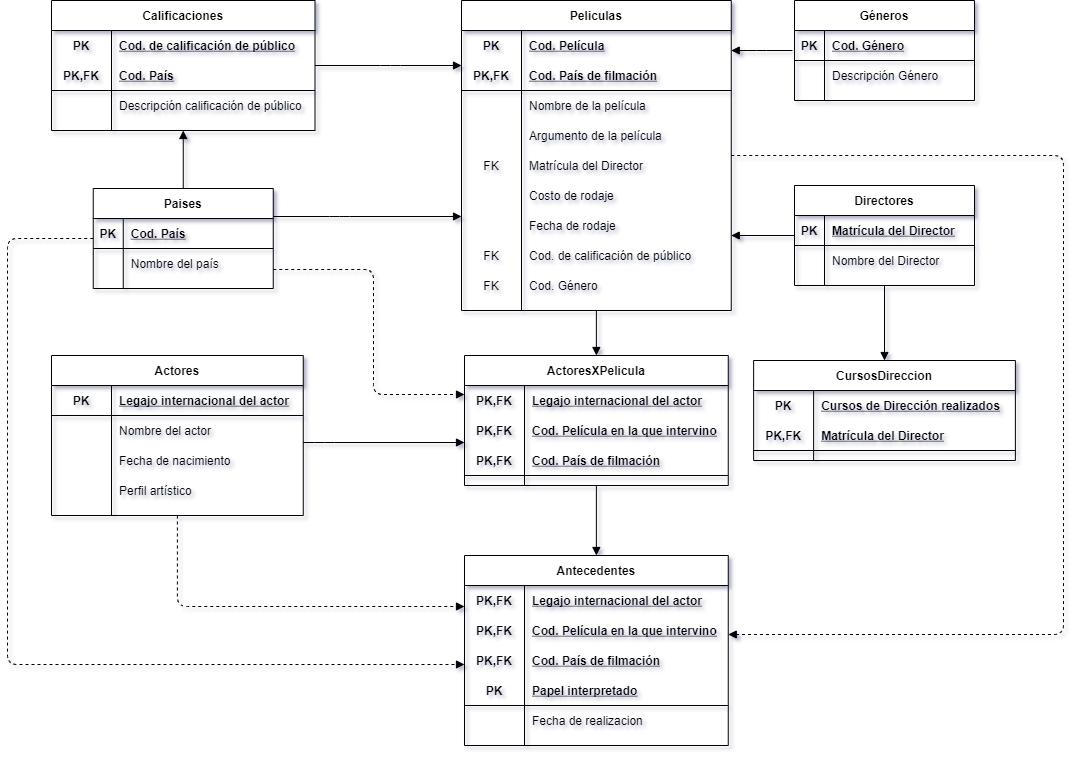 Calificaciones
PK Cod. de calificación de público
PK,FK Cod. País
Descripción calificación de público
Peliculas
PK Cod. Película
PK,FK Cod. País de filmación
Nombre de la película
Argumento de la película
FK Matrícula del Director
Costo de rodaje
Fecha de rodaje
FK Cod. de calificación de público
FK Cod. Género
Géneros
PK Cod. Género
Descripción Género
Paises
PK Cod. País
Nombre del país
Directores
PK Matrícula del Director
Nombre del Director
Actores
PK Legajo internacional del actor
Nombre del actor
Fecha de nacimiento
Perfil artístico
ActoresXPelicula
PK,FK Legajo internacional del actor
PK,FK Cod. Película en la que intervino
PK,FK Cod. País de filmación
CursosDireccion
PK Cursos de Dirección realizados
PK,FK Matrícula del Director
Antecedentes
PK,FK Legajo internacional del actor
PK,FK Cod. Película en la que intervino
PK,FK Cod. País de filmación
PK Papel interpretado
Fecha de realizacion